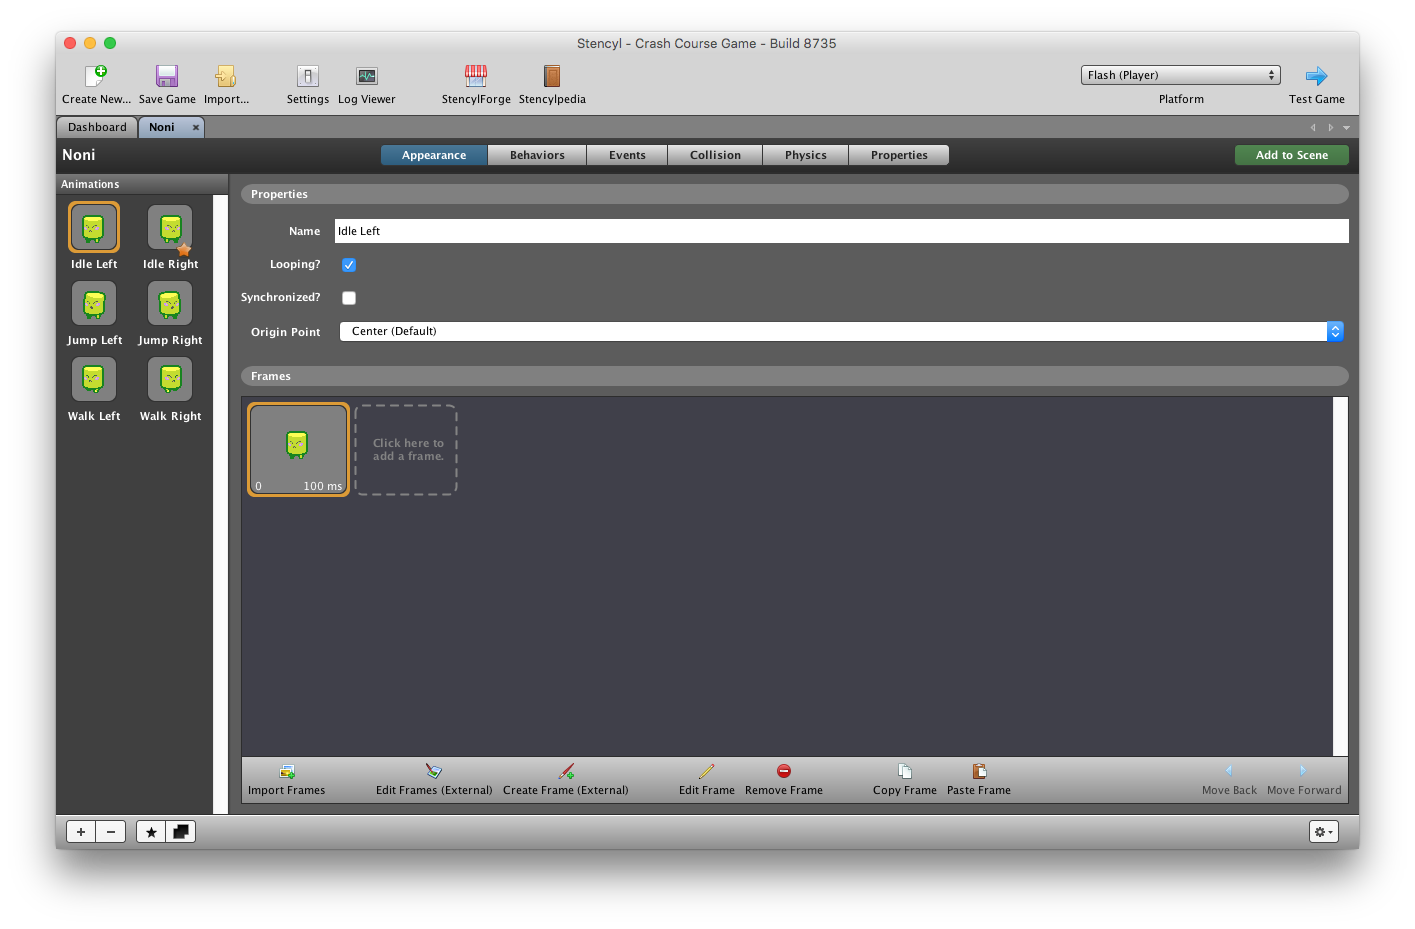 Stencyl - Crash Course Game - Build 8735
Create New... Save Game Import... Settings Log Viewer StencylForge Stencylpedia Flash (Player) Platform Test Game
Dashboard Noni
Noni Appearance Behaviors Events Collision Physics Properties Add to Scene
Animations
Idle Left Idle Right
Jump Left Jump Right
Walk Left Walk Right
Properties
Name Idle Left
Looping?
Synchronized?
Origin Point Center (Default)
Frames
0 100 ms
Click here to
add a frame.
Import Frames Edit Frames (External) Create Frame (External) Edit Frame Remove Frame Copy Frame Paste Frame Move Back Move Forward